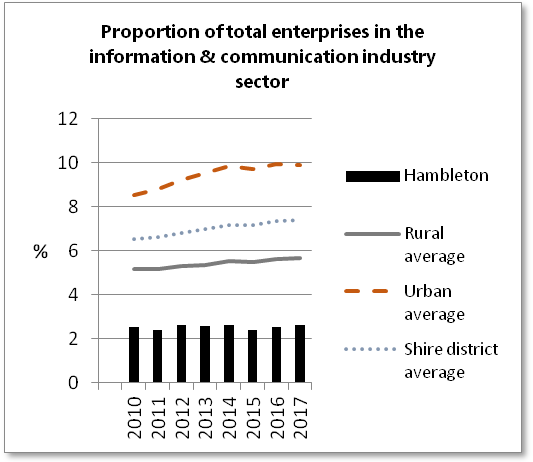 Proportion of total enterprises in the
information & communication industry
sector
12
10
8
6
4
2
0
%
2010
2011
2012
2013
2014
2015
2016
2017
Hambleton
Rural
average
Urban
average
Shire district
average